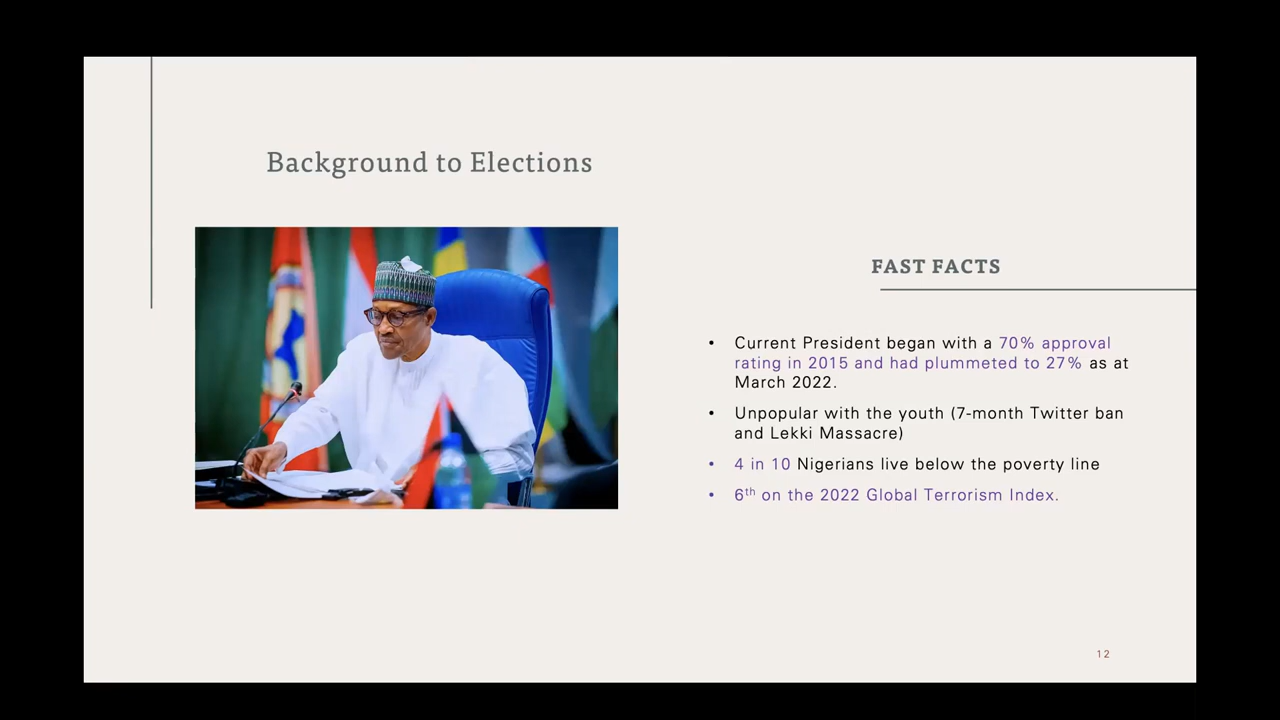 Background to Elections
FAST FACTS
• Current President began with a 70% approval
rating in 2015 and had plummeted to 27% as at
March 2022.
• Unpopular with the youth (7-month Twitter ban
and Lekki Massacre)
• 4 in 10 Nigerians live below the poverty line
• 6th on the 2022 Global Terrorism Index.
12